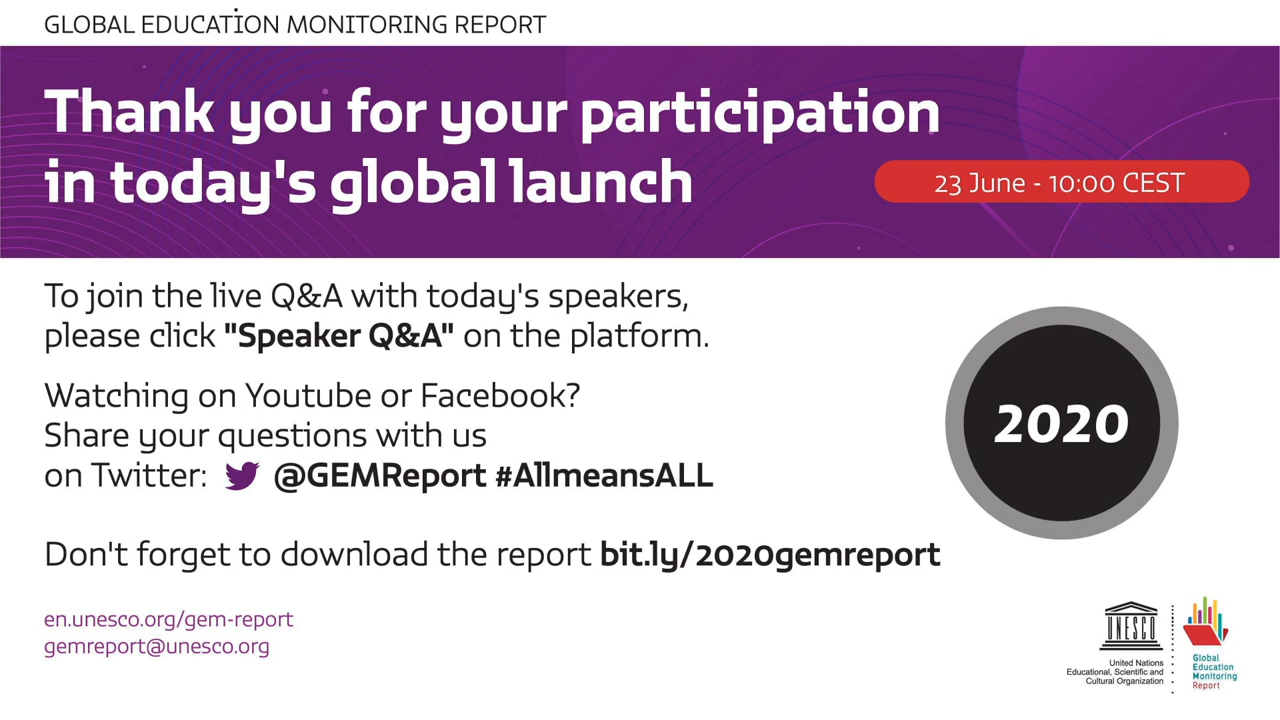 GLOBAL EDUCATION MONITORING REPORT
Thank you for your participation
in today's global launch
23 June - 10:00 CEST
To join the live Q&A with today's speakers,
please click "Speaker Q&A" on the platform.
Watching on Youtube or Facebook?
Share your questions with us
on Twitter: @GEMReport #AllmeansALL
2020
Don't forget to download the report bit.ly/2020gemreport
en.unesco.org/gem-report
gemreport@unesco.org
UNESCO
United Nations
Educational, Scientific and
Cultural Organization
Global
Education
Monitoring
Report